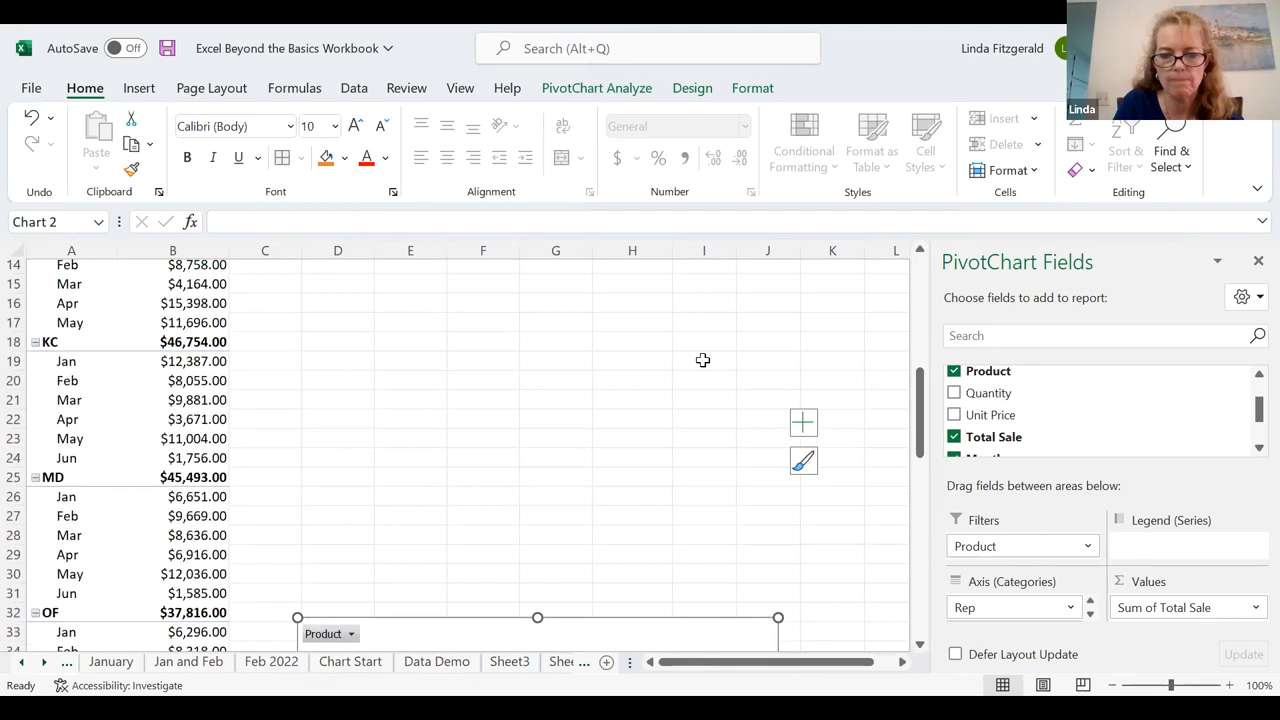 AutoSave Off Excel Beyond the Basics Workbook Search (Alt+Q) Linda Fitzgerald
Linda
File Home Insert Draw Page Layout Formulas Data Review View Help PivotChart Analyze Design Format
Undo
Paste
Clipboard
Calibri (Body) 10
B I U
Font
Alignment
General
$ % ,
Number
Conditional Formatting
Format as Table
Cell Styles
Styles
Insert
Delete
Format
Cells
Sort & Filter
Find & Select
Editing
Chart 2 fx
A B C D E F G H I J K L
14 Feb $8,758.00
15 Mar $4,164.00
16 Apr $15,398.00
17 May $11,696.00
18 KC $46,754.00
19 Jan $12,387.00
20 Feb $8,055.00
21 Mar $9,881.00
22 Apr $3,671.00
23 May $11,004.00
24 Jun $1,756.00
25 MD $45,493.00
26 Jan $6,651.00
27 Feb $9,669.00
28 Mar $8,636.00
29 Apr $6,916.00
30 May $12,036.00
31 Jun $1,585.00
32 OF $37,816.00
33 Jan $6,296.00
Product
PivotChart Fields
Choose fields to add to report:
Search
Product
Quantity
Unit Price
Total Sale
Drag fields between areas below:
Filters
Product
Legend (Series)
Axis (Categories)
Rep
Values
Sum of Total Sale
Defer Layout Update Update
... January Jan and Feb Feb 2022 Chart Start Data Demo Sheet3 Shee ...
Ready Accessibility: Investigate 100%